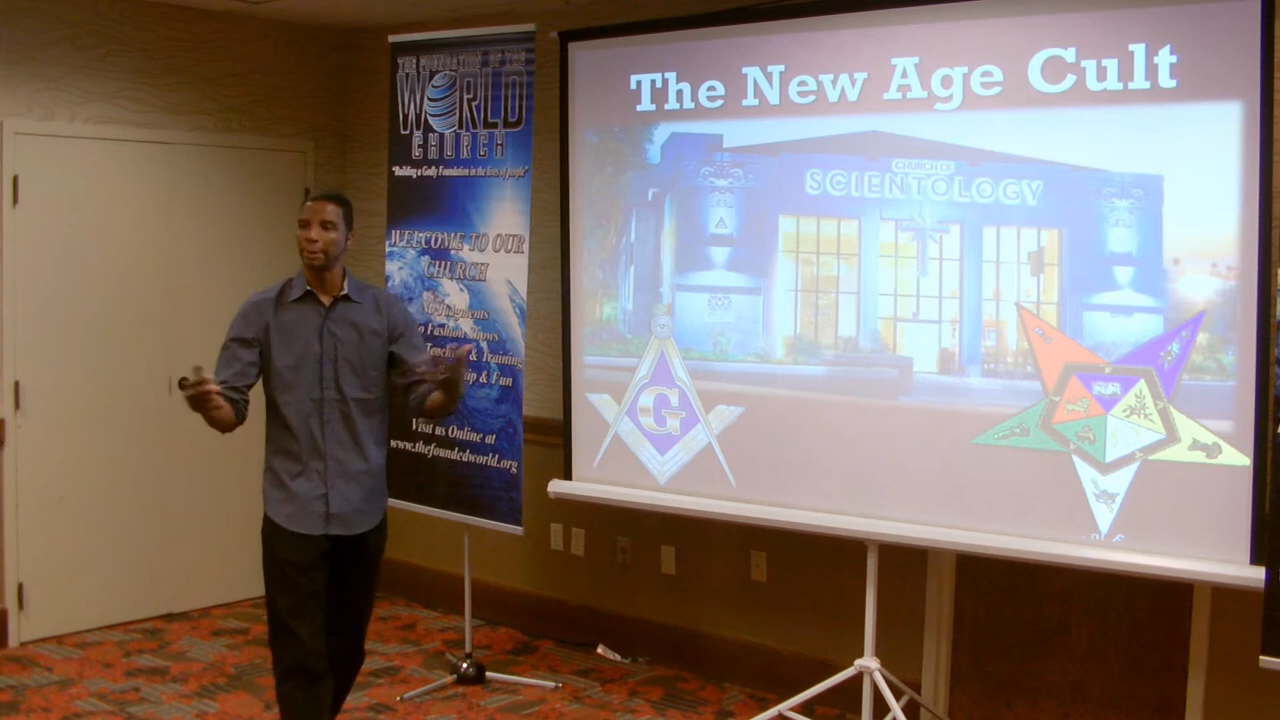 THE FOUNDATION OF THE
WORLD
CHURCH
"Building a Godly Foundation in the lives of people"
WELCOME TO OUR
CHURCH
No Judgments
o Fashion Shows
& Training
& Fun
Visit us Online at
www.thefoundedworld.org
The New Age Cult
CHURCH OF
SCIENTOLOGY
G